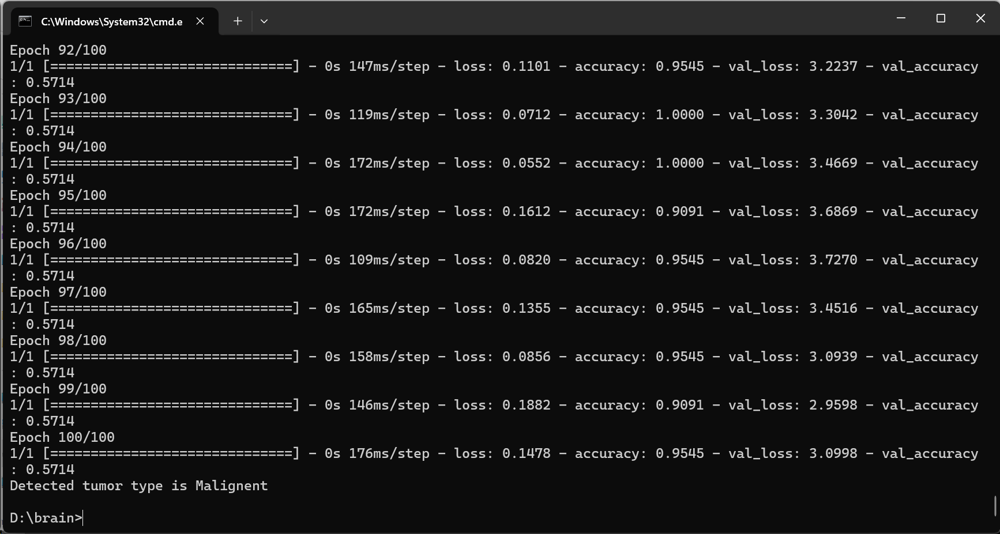 C:\Windows\System32\cmd.e
Epoch 92/100
1/1 [==============================] - 0s 147ms/step - loss: 0.1101 - accuracy: 0.9545 - val_loss: 3.2237 - val_accuracy
: 0.5714
Epoch 93/100
1/1 [==============================] - 0s 119ms/step - loss: 0.0712 - accuracy: 1.0000 - val_loss: 3.3042 - val_accuracy
: 0.5714
Epoch 94/100
1/1 [==============================] - 0s 172ms/step - loss: 0.0552 - accuracy: 1.0000 - val_loss: 3.4669 - val_accuracy
: 0.5714
Epoch 95/100
1/1 [==============================] - 0s 172ms/step - loss: 0.1612 - accuracy: 0.9091 - val_loss: 3.6869 - val_accuracy
: 0.5714
Epoch 96/100
1/1 [==============================] - 0s 109ms/step - loss: 0.0820 - accuracy: 0.9545 - val_loss: 3.7270 - val_accuracy
: 0.5714
Epoch 97/100
1/1 [==============================] - 0s 165ms/step - loss: 0.1355 - accuracy: 0.9545 - val_loss: 3.4516 - val_accuracy
: 0.5714
Epoch 98/100
1/1 [==============================] - 0s 158ms/step - loss: 0.0856 - accuracy: 0.9545 - val_loss: 3.0939 - val_accuracy
: 0.5714
Epoch 99/100
1/1 [==============================] - 0s 146ms/step - loss: 0.1882 - accuracy: 0.9091 - val_loss: 2.9598 - val_accuracy
: 0.5714
Epoch 100/100
1/1 [==============================] - 0s 176ms/step - loss: 0.1478 - accuracy: 0.9545 - val_loss: 3.0998 - val_accuracy
: 0.5714
Detected tumor type is Malignent
D:\brain>